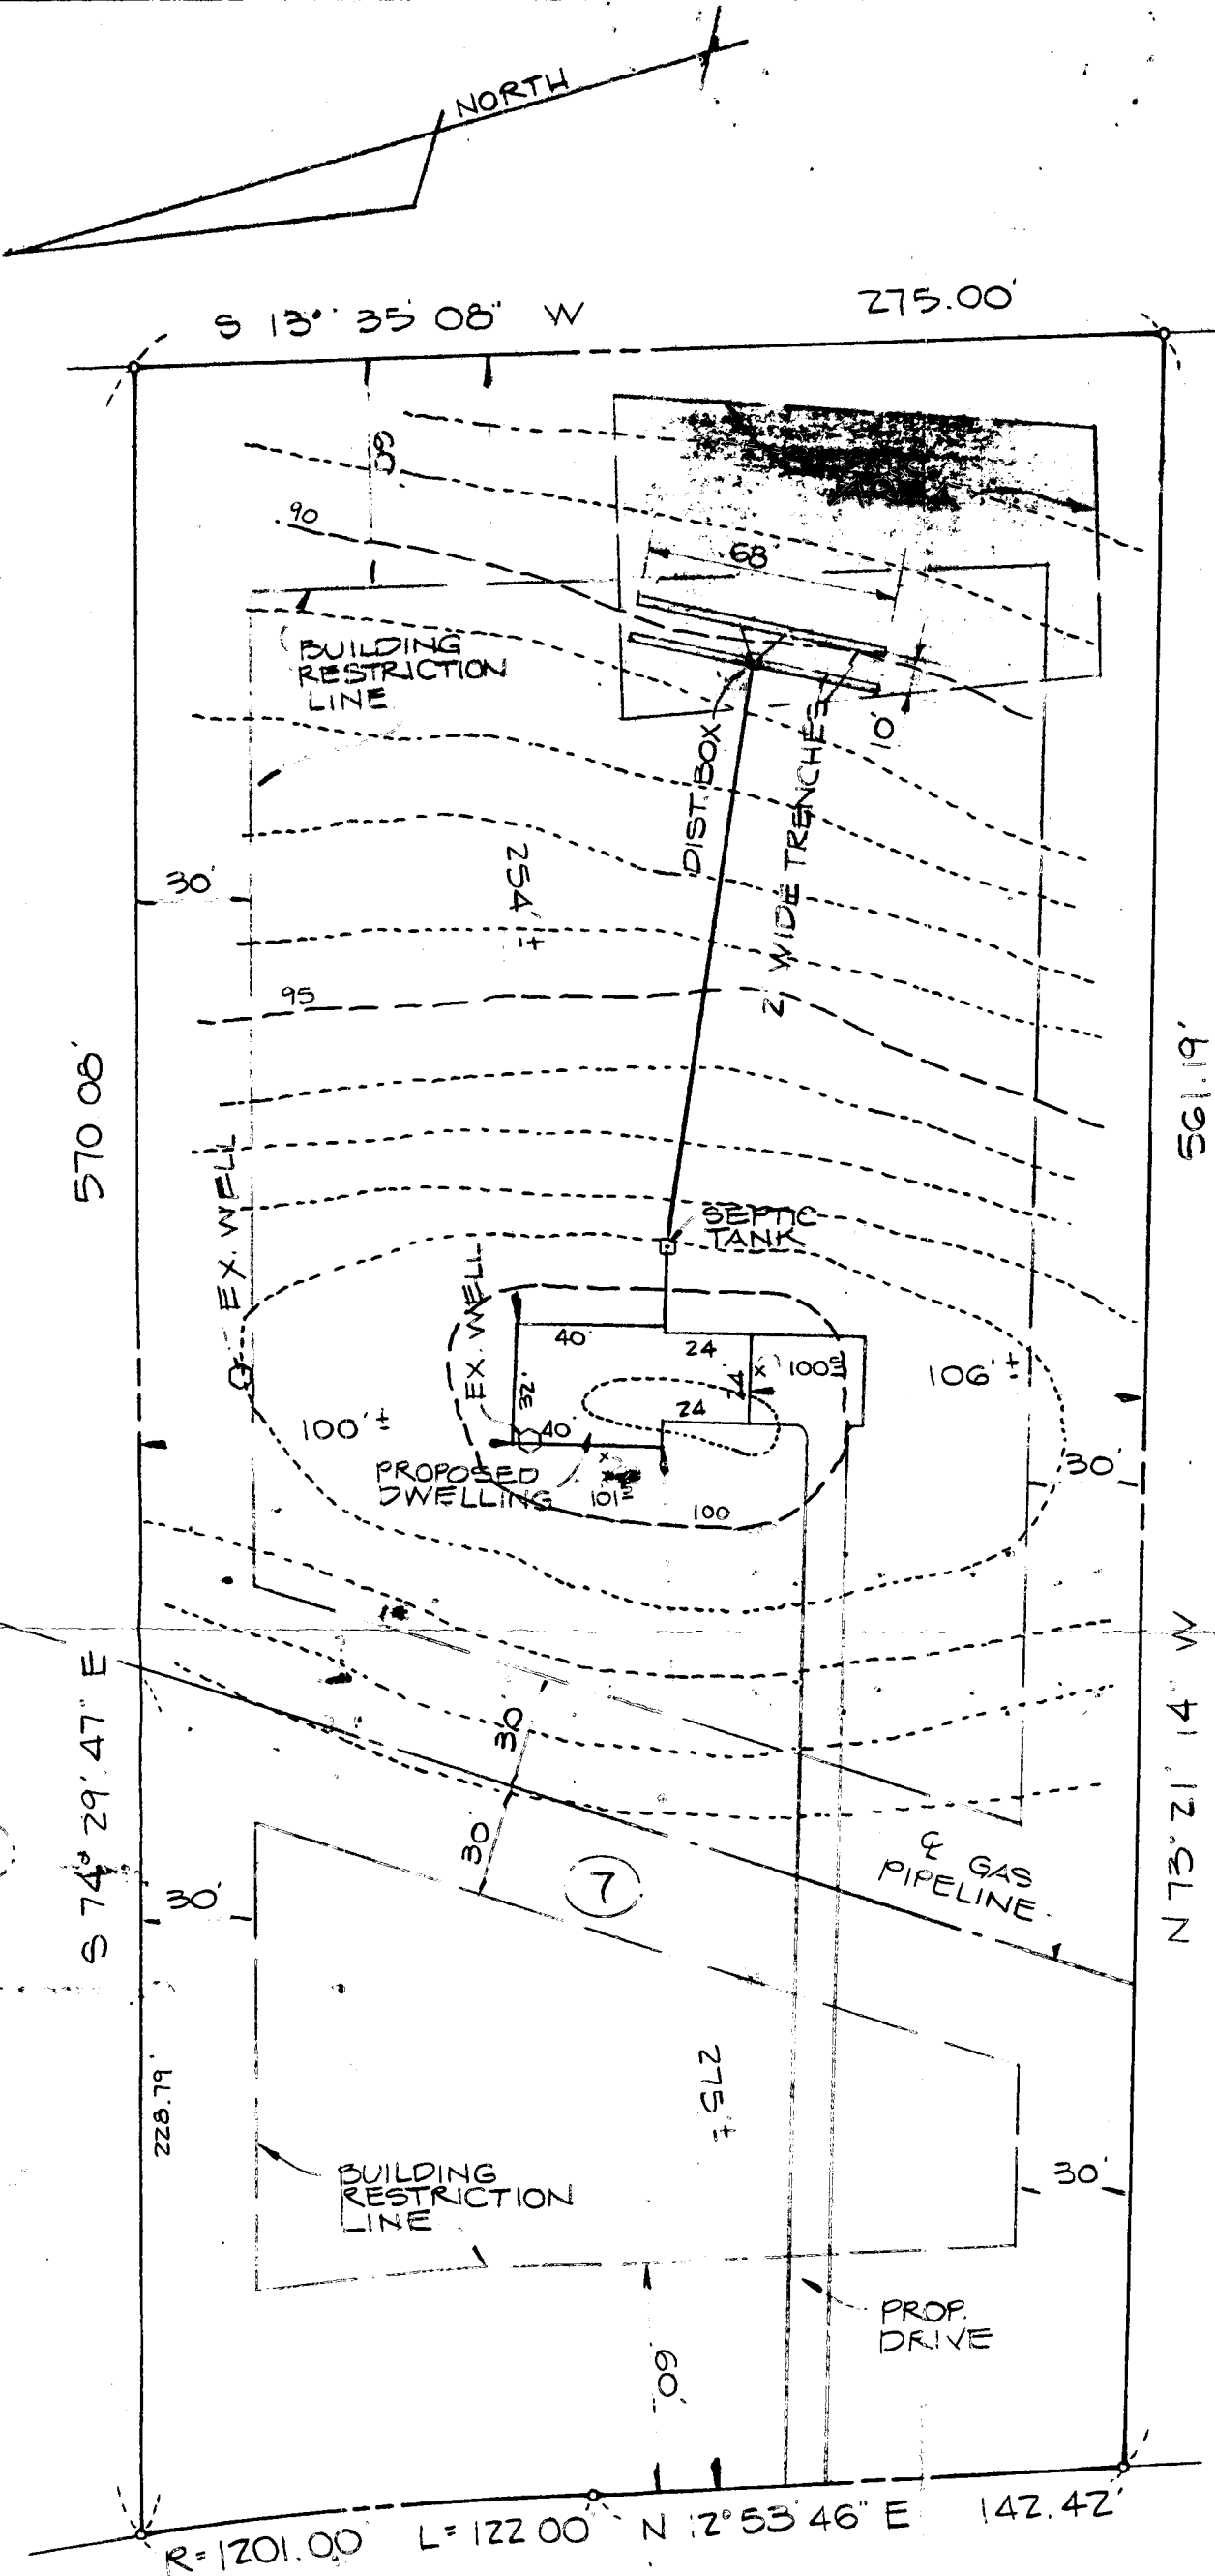 NORTH
S 13° 35' 08" W
275.00'
60'
90
68'
BUILDING
RESTRICTION
LINE
10'
DIST. BOX
2' WIDE TRENCHES
30'
254' ±
95
570.08'
561.19'
EX. WELL
SEPTIC
TANK
EX. WELL
40'
24
24
100.5
106' ±
32'
24
100' ±
40'
30'
PROPOSED
DWELLING
101.5
100
S 74° 29' 47" E
N 73° 21' 14" W
30
30'
7
℄ GAS
PIPELINE
30'
228.79'
275' ±
BUILDING
RESTRICTION
LINE
30'
PROP.
DRIVE
60'
R=1201.00' L=122.00' N 12° 53' 46" E 142.42'